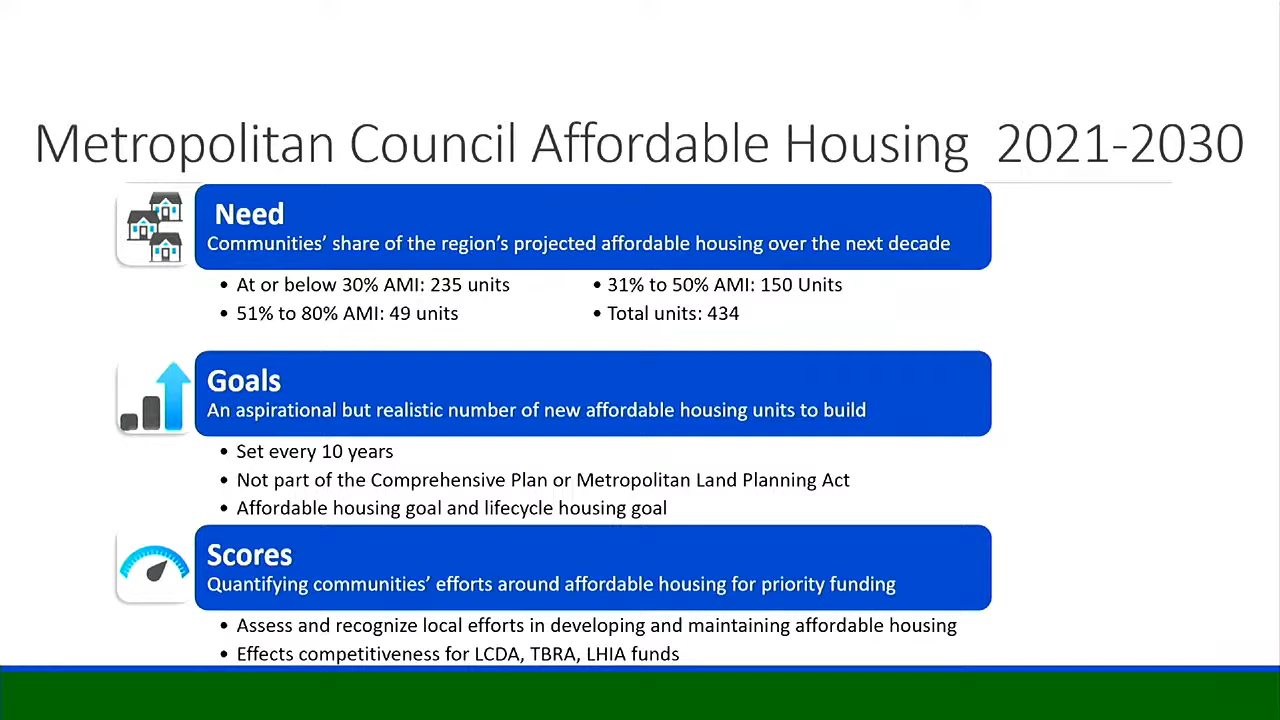 Metropolitan Council Affordable Housing 2021-2030
Need
Communities' share of the region's projected affordable housing over the next decade
• At or below 30% AMI: 235 units
• 31% to 50% AMI: 150 Units
• 51% to 80% AMI: 49 units
• Total units: 434
Goals
An aspirational but realistic number of new affordable housing units to build
• Set every 10 years
• Not part of the Comprehensive Plan or Metropolitan Land Planning Act
• Affordable housing goal and lifecycle housing goal
Scores
Quantifying communities' efforts around affordable housing for priority funding
• Assess and recognize local efforts in developing and maintaining affordable housing
• Effects competitiveness for LCDA, TBRA, LHIA funds